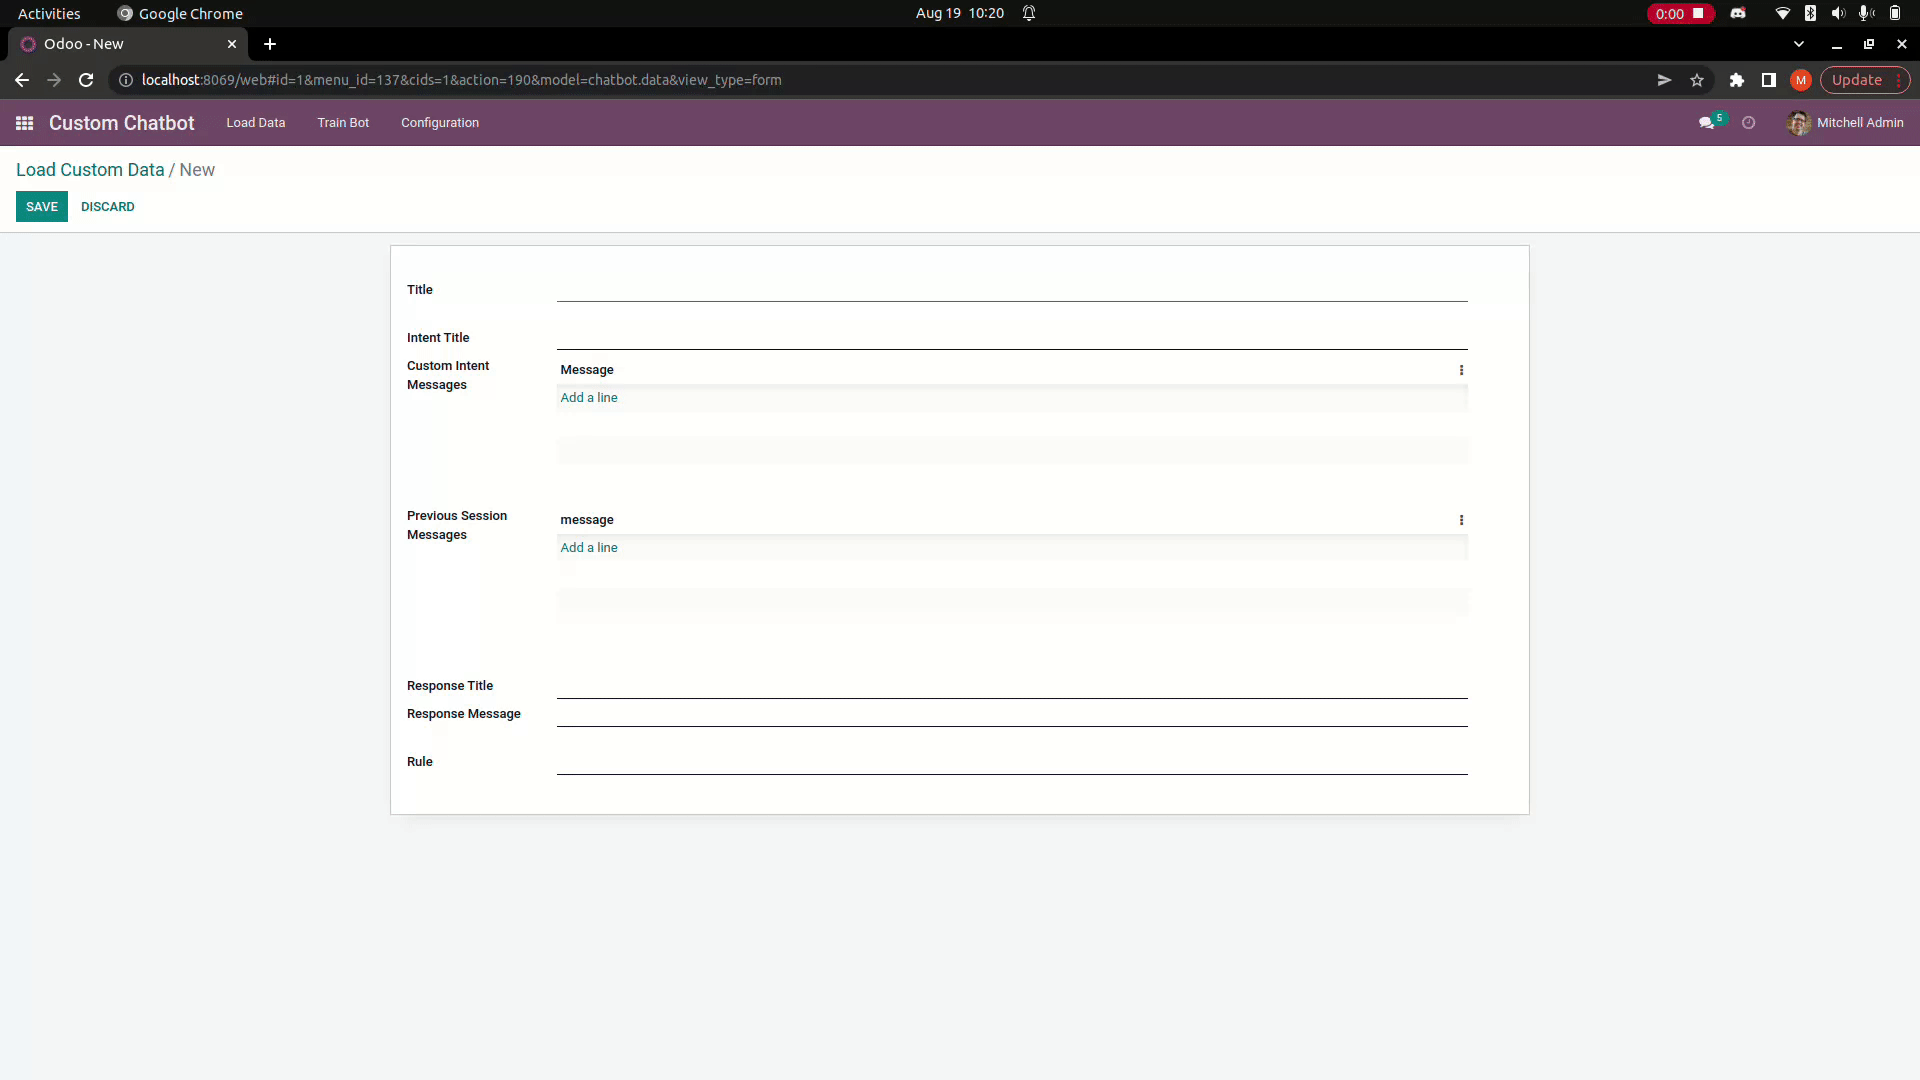 Activities
Google Chrome
Aug 19 10:20
0:00
Odoo - New
localhost:8069/web#id=1&menu_id=137&cids=1&action=190&model=chatbot.data&view_type=form
M
Update
Custom Chatbot
Load Data
Train Bot
Configuration
5
Mitchell Admin
Load Custom Data / New
SAVE
DISCARD
Title
Intent Title
Custom Intent
Messages
Message
Add a line
Previous Session
Messages
message
Add a line
Response Title
Response Message
Rule